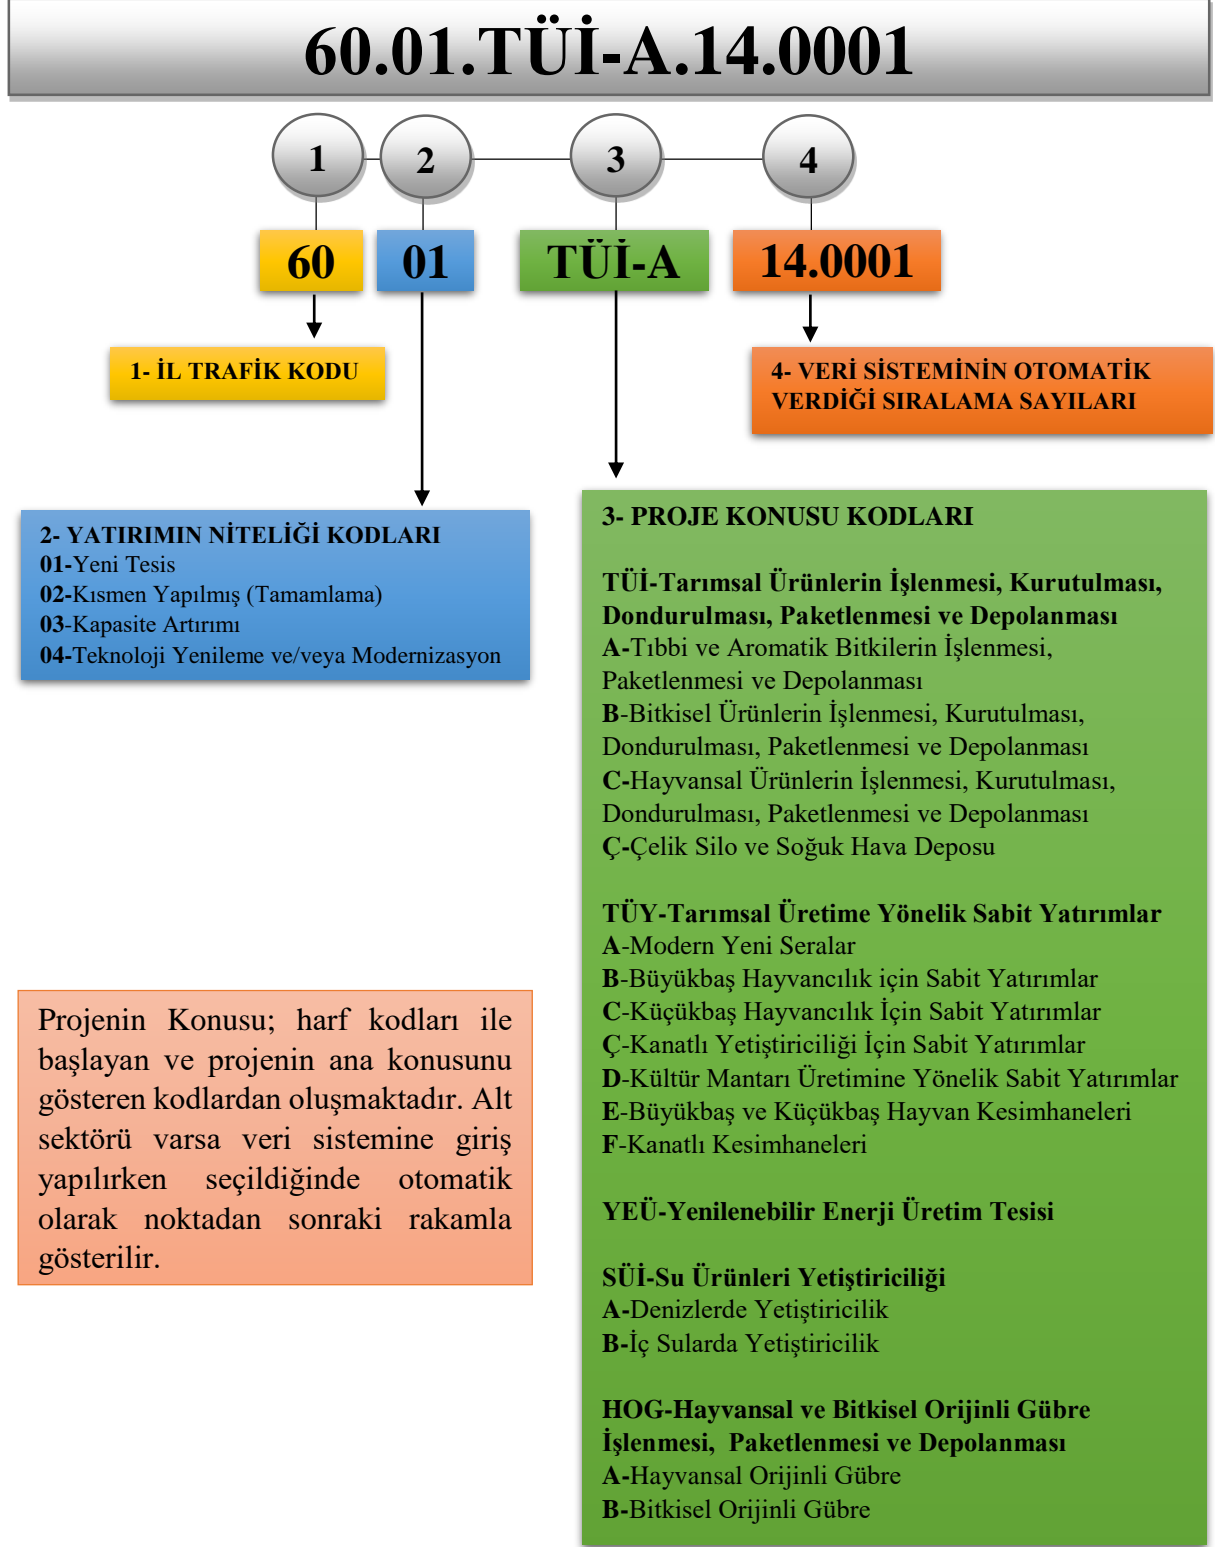 60.01.TÜİ-A.14.0001
1
2
3
4
60
01
TÜİ-A
14.0001
1- İL TRAFİK KODU
4- VERİ SİSTEMİNİN OTOMATİK
VERDİĞİ SIRALAMA SAYILARI
2- YATIRIMIN NİTELİĞİ KODLARI
01-Yeni Tesis
02-Kısmen Yapılmış (Tamamlama)
03-Kapasite Artırımı
04-Teknoloji Yenileme ve/veya Modernizasyon
3- PROJE KONUSU KODLARI
TÜİ-Tarımsal Ürünlerin İşlenmesi, Kurutulması,
Dondurulması, Paketlenmesi ve Depolanması
A-Tıbbi ve Aromatik Bitkilerin İşlenmesi,
Paketlenmesi ve Depolanması
B-Bitkisel Ürünlerin İşlenmesi, Kurutulması,
Dondurulması, Paketlenmesi ve Depolanması
C-Hayvansal Ürünlerin İşlenmesi, Kurutulması,
Dondurulması, Paketlenmesi ve Depolanması
Ç-Çelik Silo ve Soğuk Hava Deposu
TÜY-Tarımsal Üretime Yönelik Sabit Yatırımlar
A-Modern Yeni Seralar
B-Büyükbaş Hayvancılık için Sabit Yatırımlar
C-Küçükbaş Hayvancılık İçin Sabit Yatırımlar
Ç-Kanatlı Yetiştiriciliği İçin Sabit Yatırımlar
D-Kültür Mantarı Üretimine Yönelik Sabit Yatırımlar
E-Büyükbaş ve Küçükbaş Hayvan Kesimhaneleri
F-Kanatlı Kesimhaneleri
YEÜ-Yenilenebilir Enerji Üretim Tesisi
SÜİ-Su Ürünleri Yetiştiriciliği
A-Denizlerde Yetiştiricilik
B-İç Sularda Yetiştiricilik
HOG-Hayvansal ve Bitkisel Orijinli Gübre
İşlenmesi, Paketlenmesi ve Depolanması
A-Hayvansal Orijinli Gübre
B-Bitkisel Orijinli Gübre
Projenin Konusu; harf kodları ile
başlayan ve projenin ana konusunu
gösteren kodlardan oluşmaktadır. Alt
sektörü varsa veri sistemine giriş
yapılırken seçildiğinde otomatik
olarak noktadan sonraki rakamla
gösterilir.